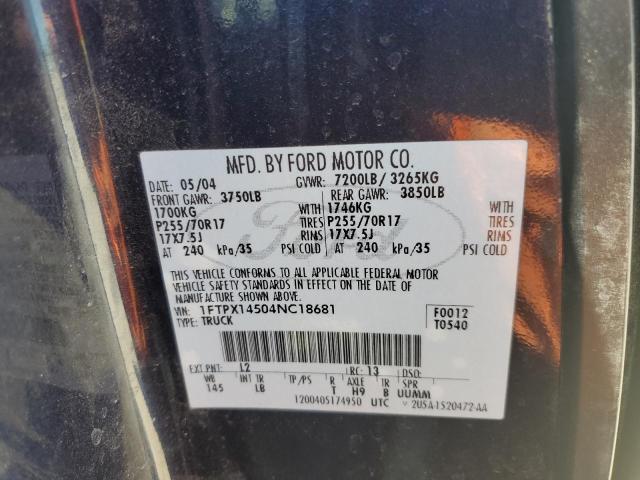 MFD. BY FORD MOTOR CO.
DATE: 05/04 GVWR: 7200LB/ 3265KG
FRONT GAWR: 3750LB REAR GAWR: 3850LB
1700KG WITH 1746KG WITH
P255/70R17 TIRES P255/70R17 TIRES
17X7.5J RIMS 17X7.5J RIMS
AT 240 kPa/35 PSI COLD AT 240 kPa/35 PSI COLD
THIS VEHICLE CONFORMS TO ALL APPLICABLE FEDERAL MOTOR
VEHICLE SAFETY STANDARDS IN EFFECT ON THE DATE OF
MANUFACTURE SHOWN ABOVE.
VIN: 1FTPX14504NC18681 F0012
TYPE: TRUCK T0540
Ford
EXT PNT: L2 RC: 13 DSO:
WB INT TR TP/PS R AXLE TR SPR
145 LB T H9 B UUMM
1200405174950 UTC 2U5A-1520472-AA